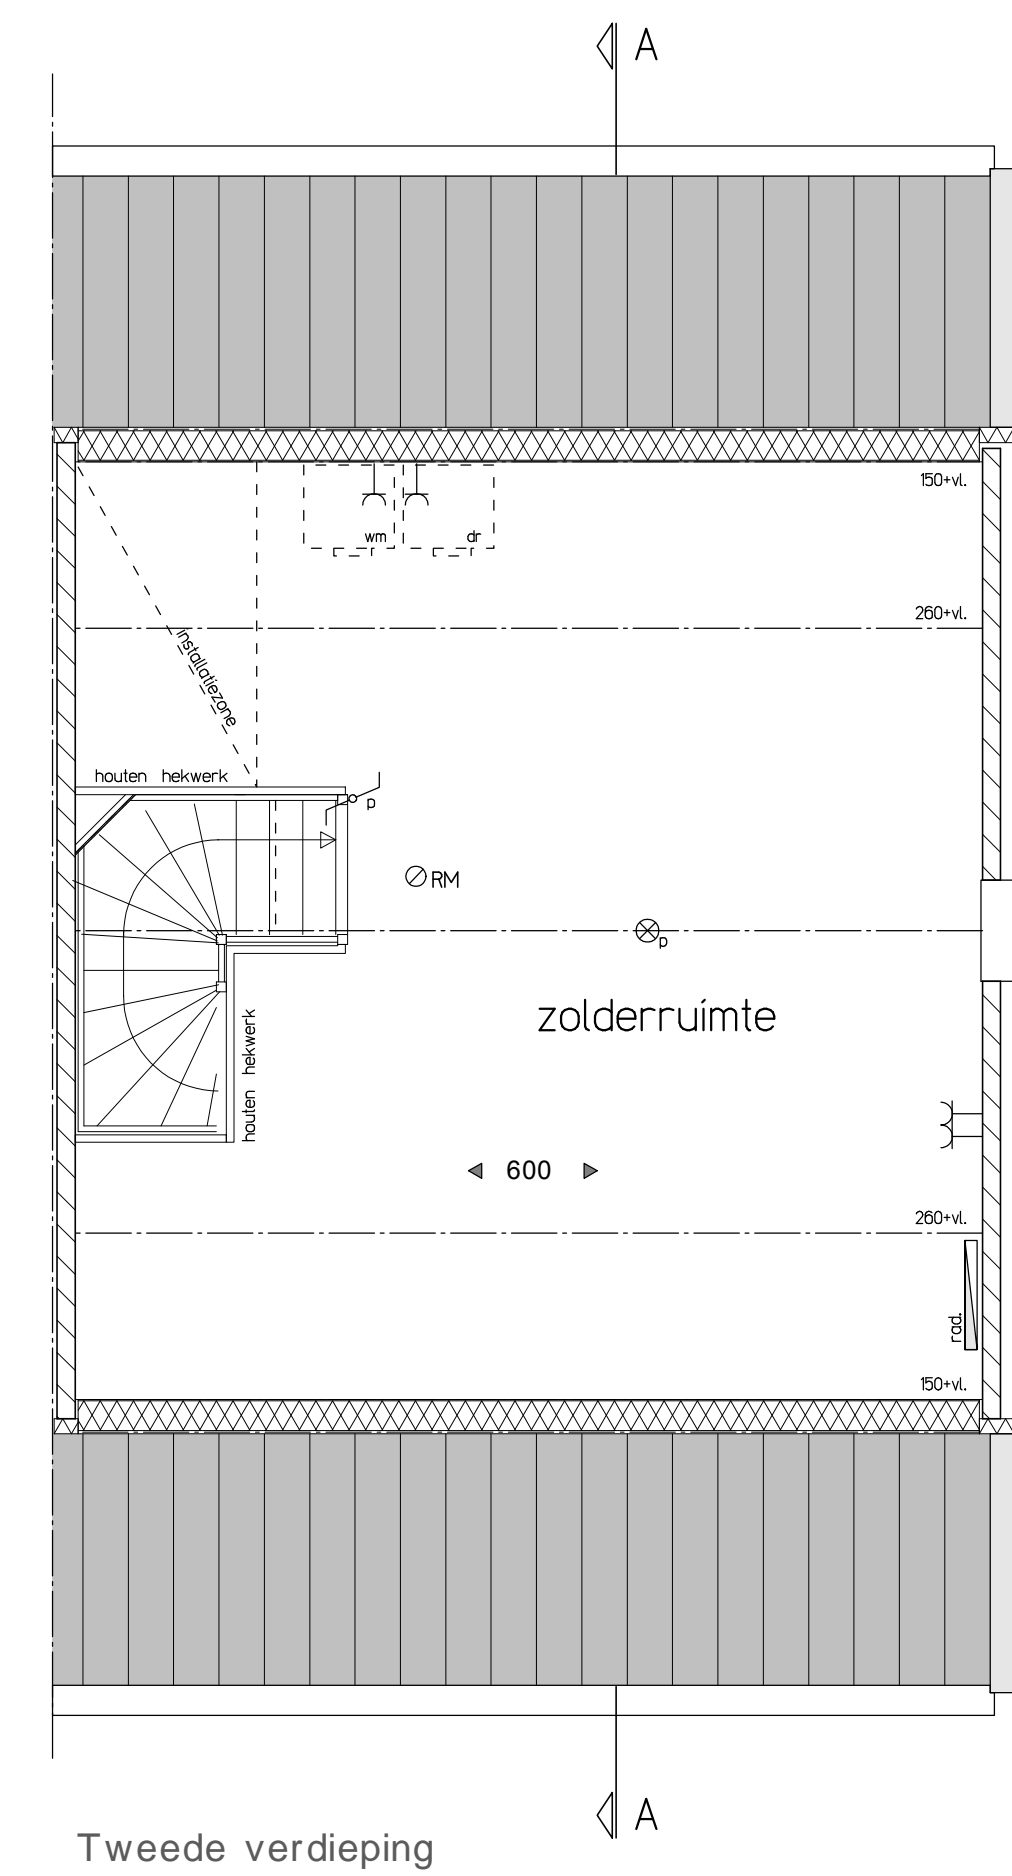 A
150+vl.
wm
dr
260+vl.
installatiezone
houten hekwerk
p
RM
p
zolderruimte
houten hekwerk
600
260+vl.
rad.
150+vl.
A
Tweede verdieping